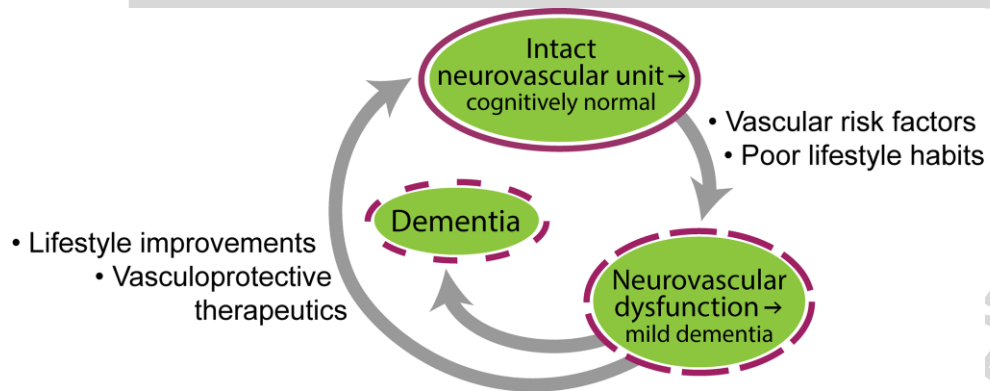 Intact
neurovascular unit →
cognitively normal
• Vascular risk factors
• Poor lifestyle habits
Dementia
• Lifestyle improvements
• Vasculoprotective
therapeutics
Neurovascular
dysfunction →
mild dementia